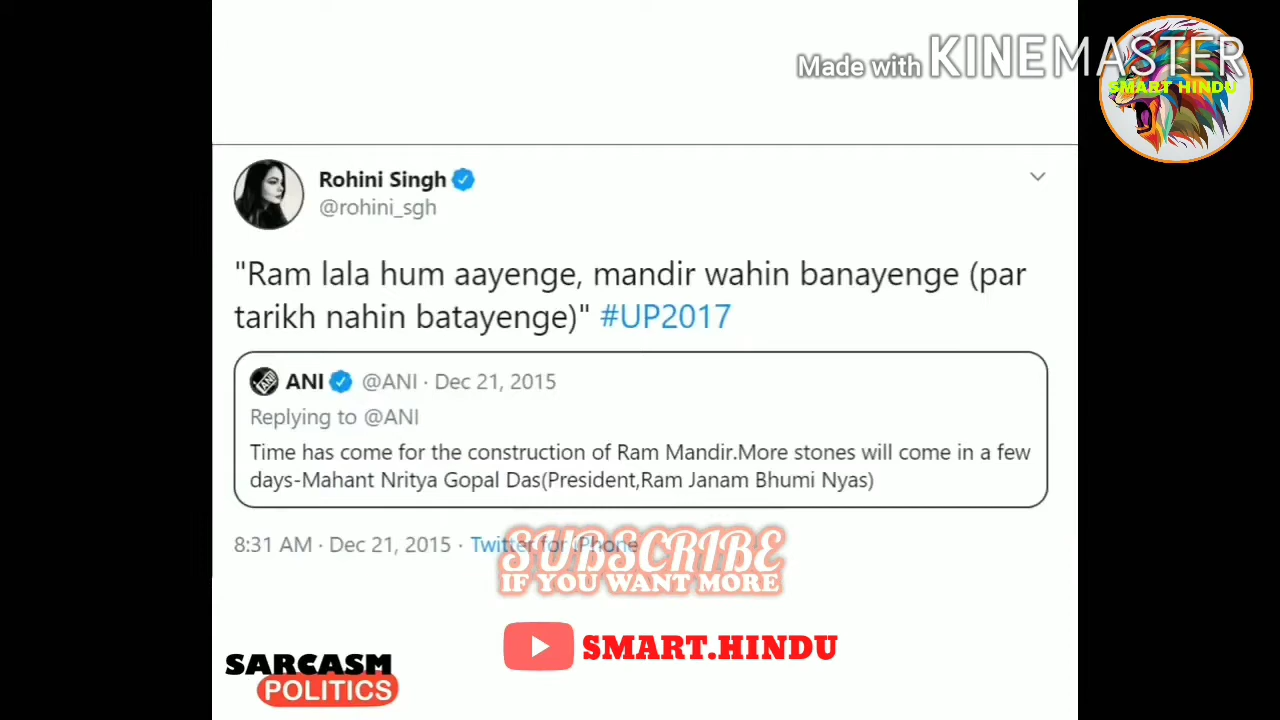 Made with KINEMASTER
SMART HINDU
Rohini Singh
@rohini_sgh
"Ram lala hum aayenge, mandir wahin banayenge (par
tarikh nahin batayenge)" #UP2017
ANI @ANI · Dec 21, 2015
Replying to @ANI
Time has come for the construction of Ram Mandir.More stones will come in a few
days-Mahant Nritya Gopal Das(President,Ram Janam Bhumi Nyas)
8:31 AM · Dec 21, 2015 · Twitter for iPhone
SUBSCRIBE
IF YOU WANT MORE
SMART.HINDU
SARCASM
POLITICS